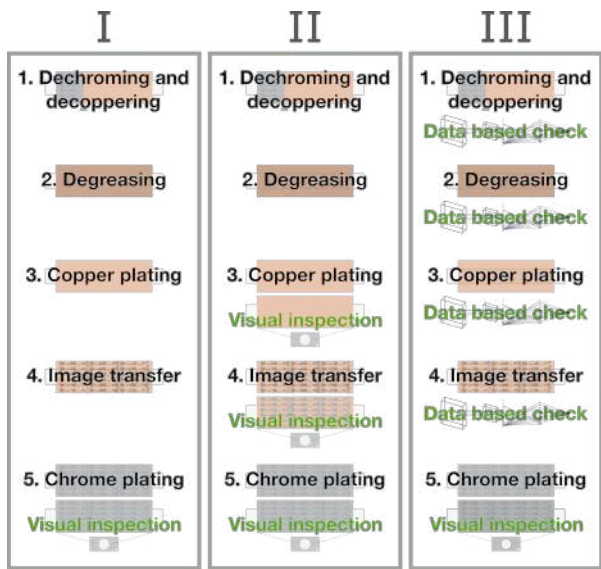 I
1. Dechroming and
decoppering
2. Degreasing
3. Copper plating
4. Image transfer
5. Chrome plating
Visual inspection
II
1. Dechroming and
decoppering
2. Degreasing
3. Copper plating
Visual inspection
4. Image transfer
Visual inspection
5. Chrome plating
Visual inspection
III
1. Dechroming and
decoppering
Data based check
2. Degreasing
Data based check
3. Copper plating
Data based check
4. Image transfer
Data based check
5. Chrome plating
Visual inspection